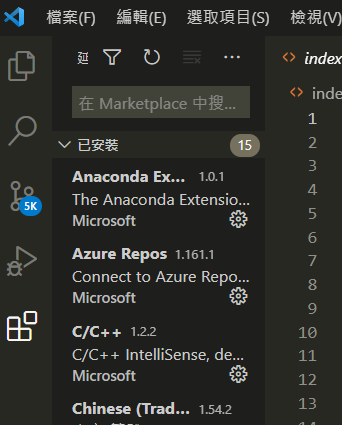 檔案(F) 編輯(E) 選取項目(S) 檢視(V)
延
index
在 Marketplace 中搜...
inde
已安裝 15
Anaconda Ex... 1.0.1
The Anaconda Extensio...
Microsoft
Azure Repos 1.161.1
Connect to Azure Repo...
Microsoft
C/C++ 1.2.2
C/C++ IntelliSense, de...
Microsoft
Chinese (Trad... 1.54.2
5K
1
2
3
4
5
6
7
8
9
10
11
12
13